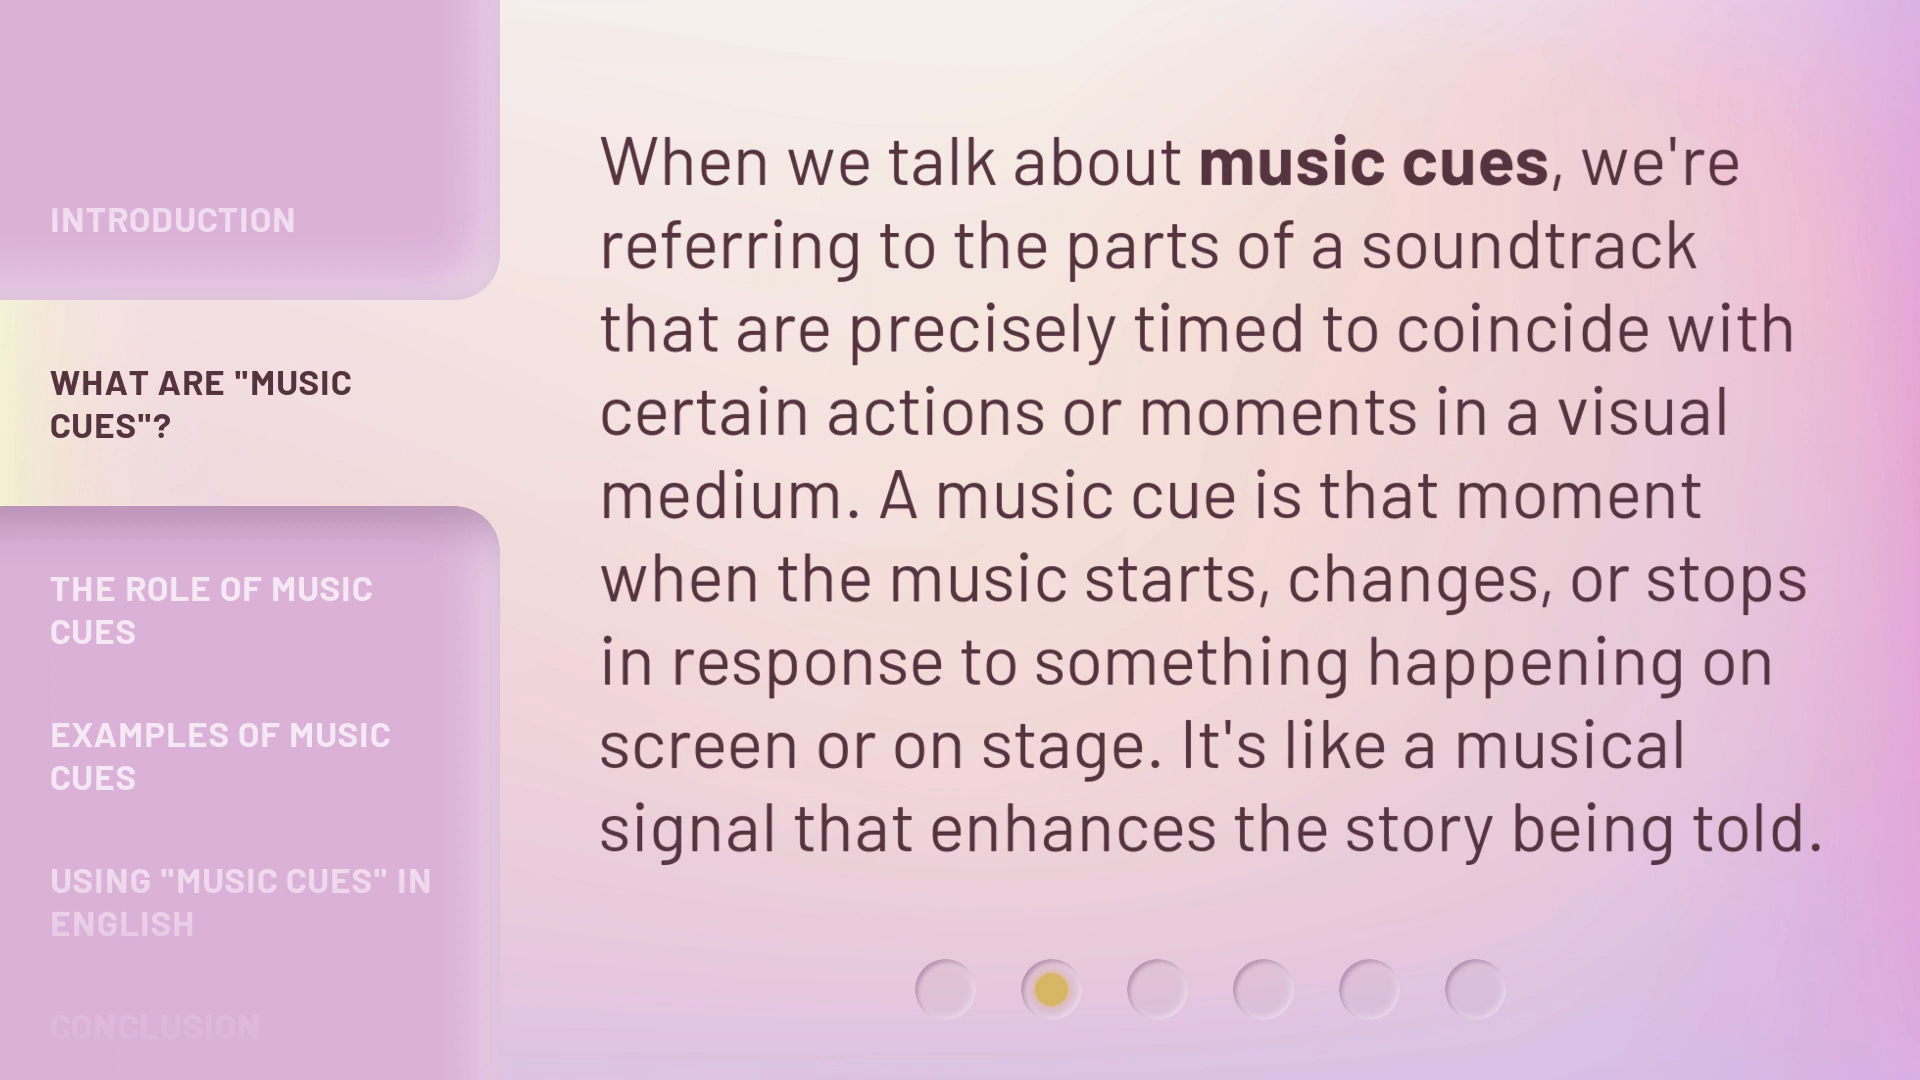 INTRODUCTION
WHAT ARE "MUSIC
CUES"?
THE ROLE OF MUSIC
CUES
EXAMPLES OF MUSIC
CUES
USING "MUSIC CUES" IN
ENGLISH
CONCLUSION
When we talk about music cues, we're
referring to the parts of a soundtrack
that are precisely timed to coincide with
certain actions or moments in a visual
medium. A music cue is that moment
when the music starts, changes, or stops
in response to something happening on
screen or on stage. It's like a musical
signal that enhances the story being told.